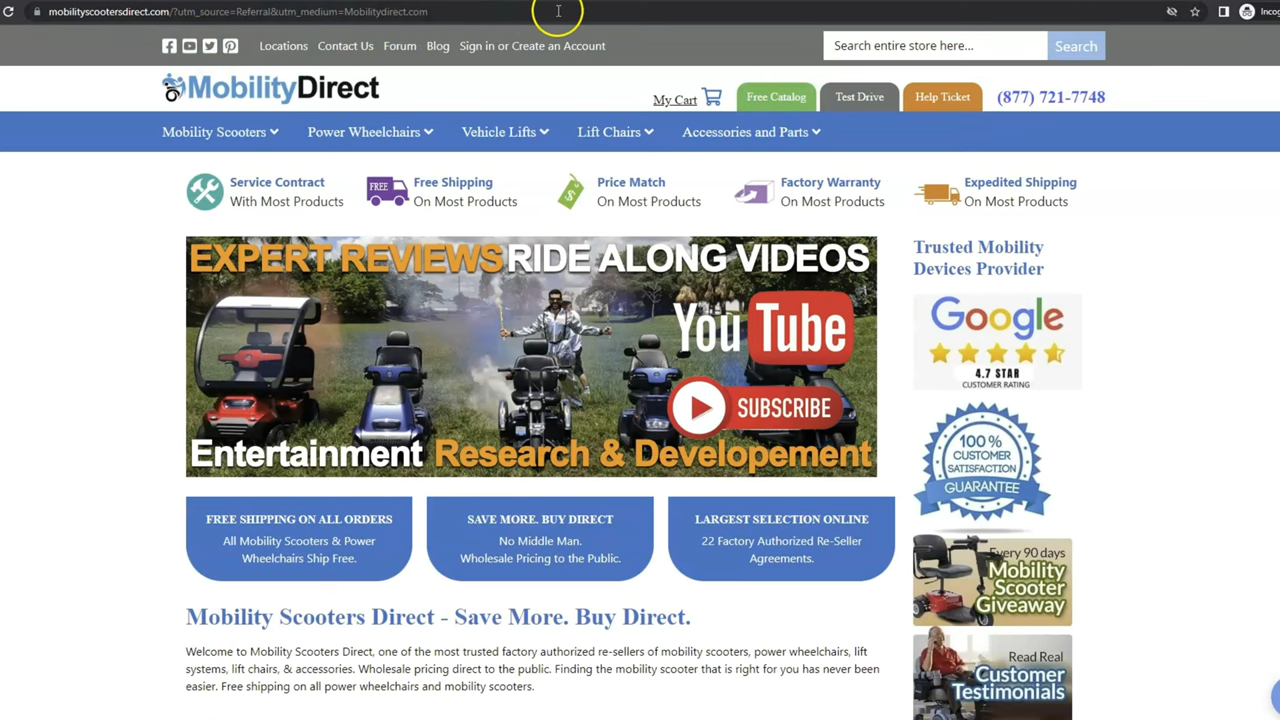 mobilityscootersdirect.com/?utm_source=Referral&utm_medium=Mobilitydirect.com
Locations Contact Us Forum Blog Sign in or Create an Account
Search entire store here... Search
MobilityDirect
My Cart Free Catalog Test Drive Help Ticket (877) 721-7748
Mobility Scooters Power Wheelchairs Vehicle Lifts Lift Chairs Accessories and Parts
Service Contract
With Most Products
FREE
Free Shipping
On Most Products
$
Price Match
On Most Products
Factory Warranty
On Most Products
Expedited Shipping
On Most Products
EXPERT REVIEWS RIDE ALONG VIDEOS
YouTube
SUBSCRIBE
Entertainment Research & Developement
Trusted Mobility
Devices Provider
Google
4.7 STAR
CUSTOMER RATING
100%
CUSTOMER
SATISFACTION
GUARANTEE
Every 90 days
Mobility
Scooter
Giveaway
Read Real
Customer
Testimonials
FREE SHIPPING ON ALL ORDERS
All Mobility Scooters & Power
Wheelchairs Ship Free.
SAVE MORE. BUY DIRECT
No Middle Man.
Wholesale Pricing to the Public.
LARGEST SELECTION ONLINE
22 Factory Authorized Re-Seller
Agreements.
Mobility Scooters Direct - Save More. Buy Direct.
Welcome to Mobility Scooters Direct, one of the most trusted factory authorized re-sellers of mobility scooters, power wheelchairs, lift
systems, lift chairs, & accessories. Wholesale pricing direct to the public. Finding the mobility scooter that is right for you has never been
easier. Free shipping on all power wheelchairs and mobility scooters.